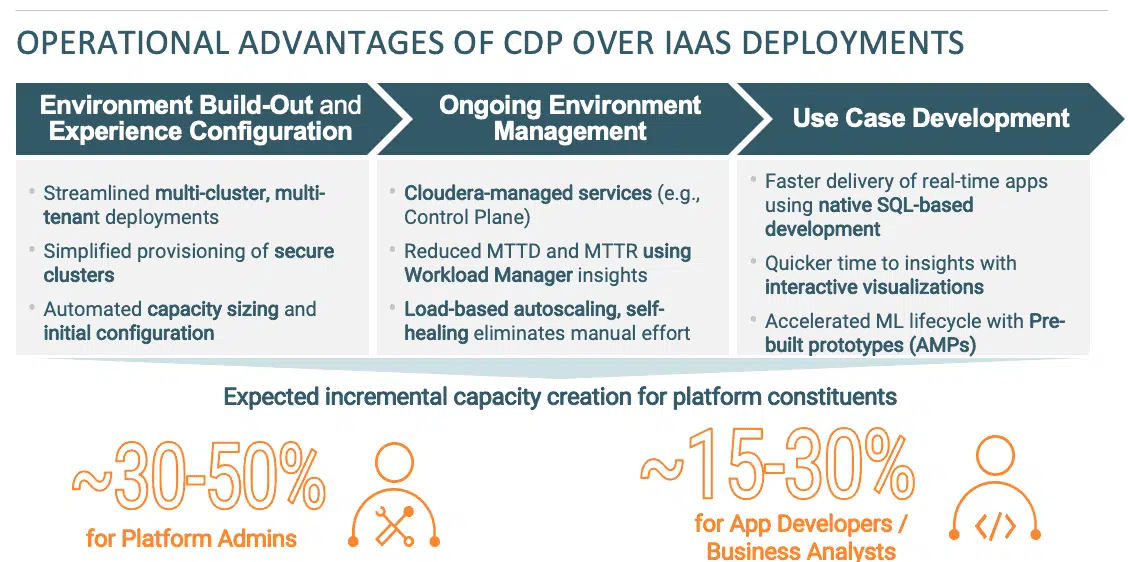 OPERATIONAL ADVANTAGES OF CDP OVER IAAS DEPLOYMENTS
Environment Build-Out and
Experience Configuration
Ongoing Environment
Management
Use Case Development
• Streamlined multi-cluster, multi-
tenant deployments
• Simplified provisioning of secure
clusters
• Automated capacity sizing and
initial configuration
• Cloudera-managed services (e.g.,
Control Plane)
• Reduced MTTD and MTTR using
Workload Manager insights
• Load-based autoscaling, self-
healing eliminates manual effort
• Faster delivery of real-time apps
using native SQL-based
development
• Quicker time to insights with
interactive visualizations
• Accelerated ML lifecycle with Pre-
built prototypes (AMPs)
Expected incremental capacity creation for platform constituents
~30-50%
for Platform Admins
~15-30%
for App Developers /
Business Analysts